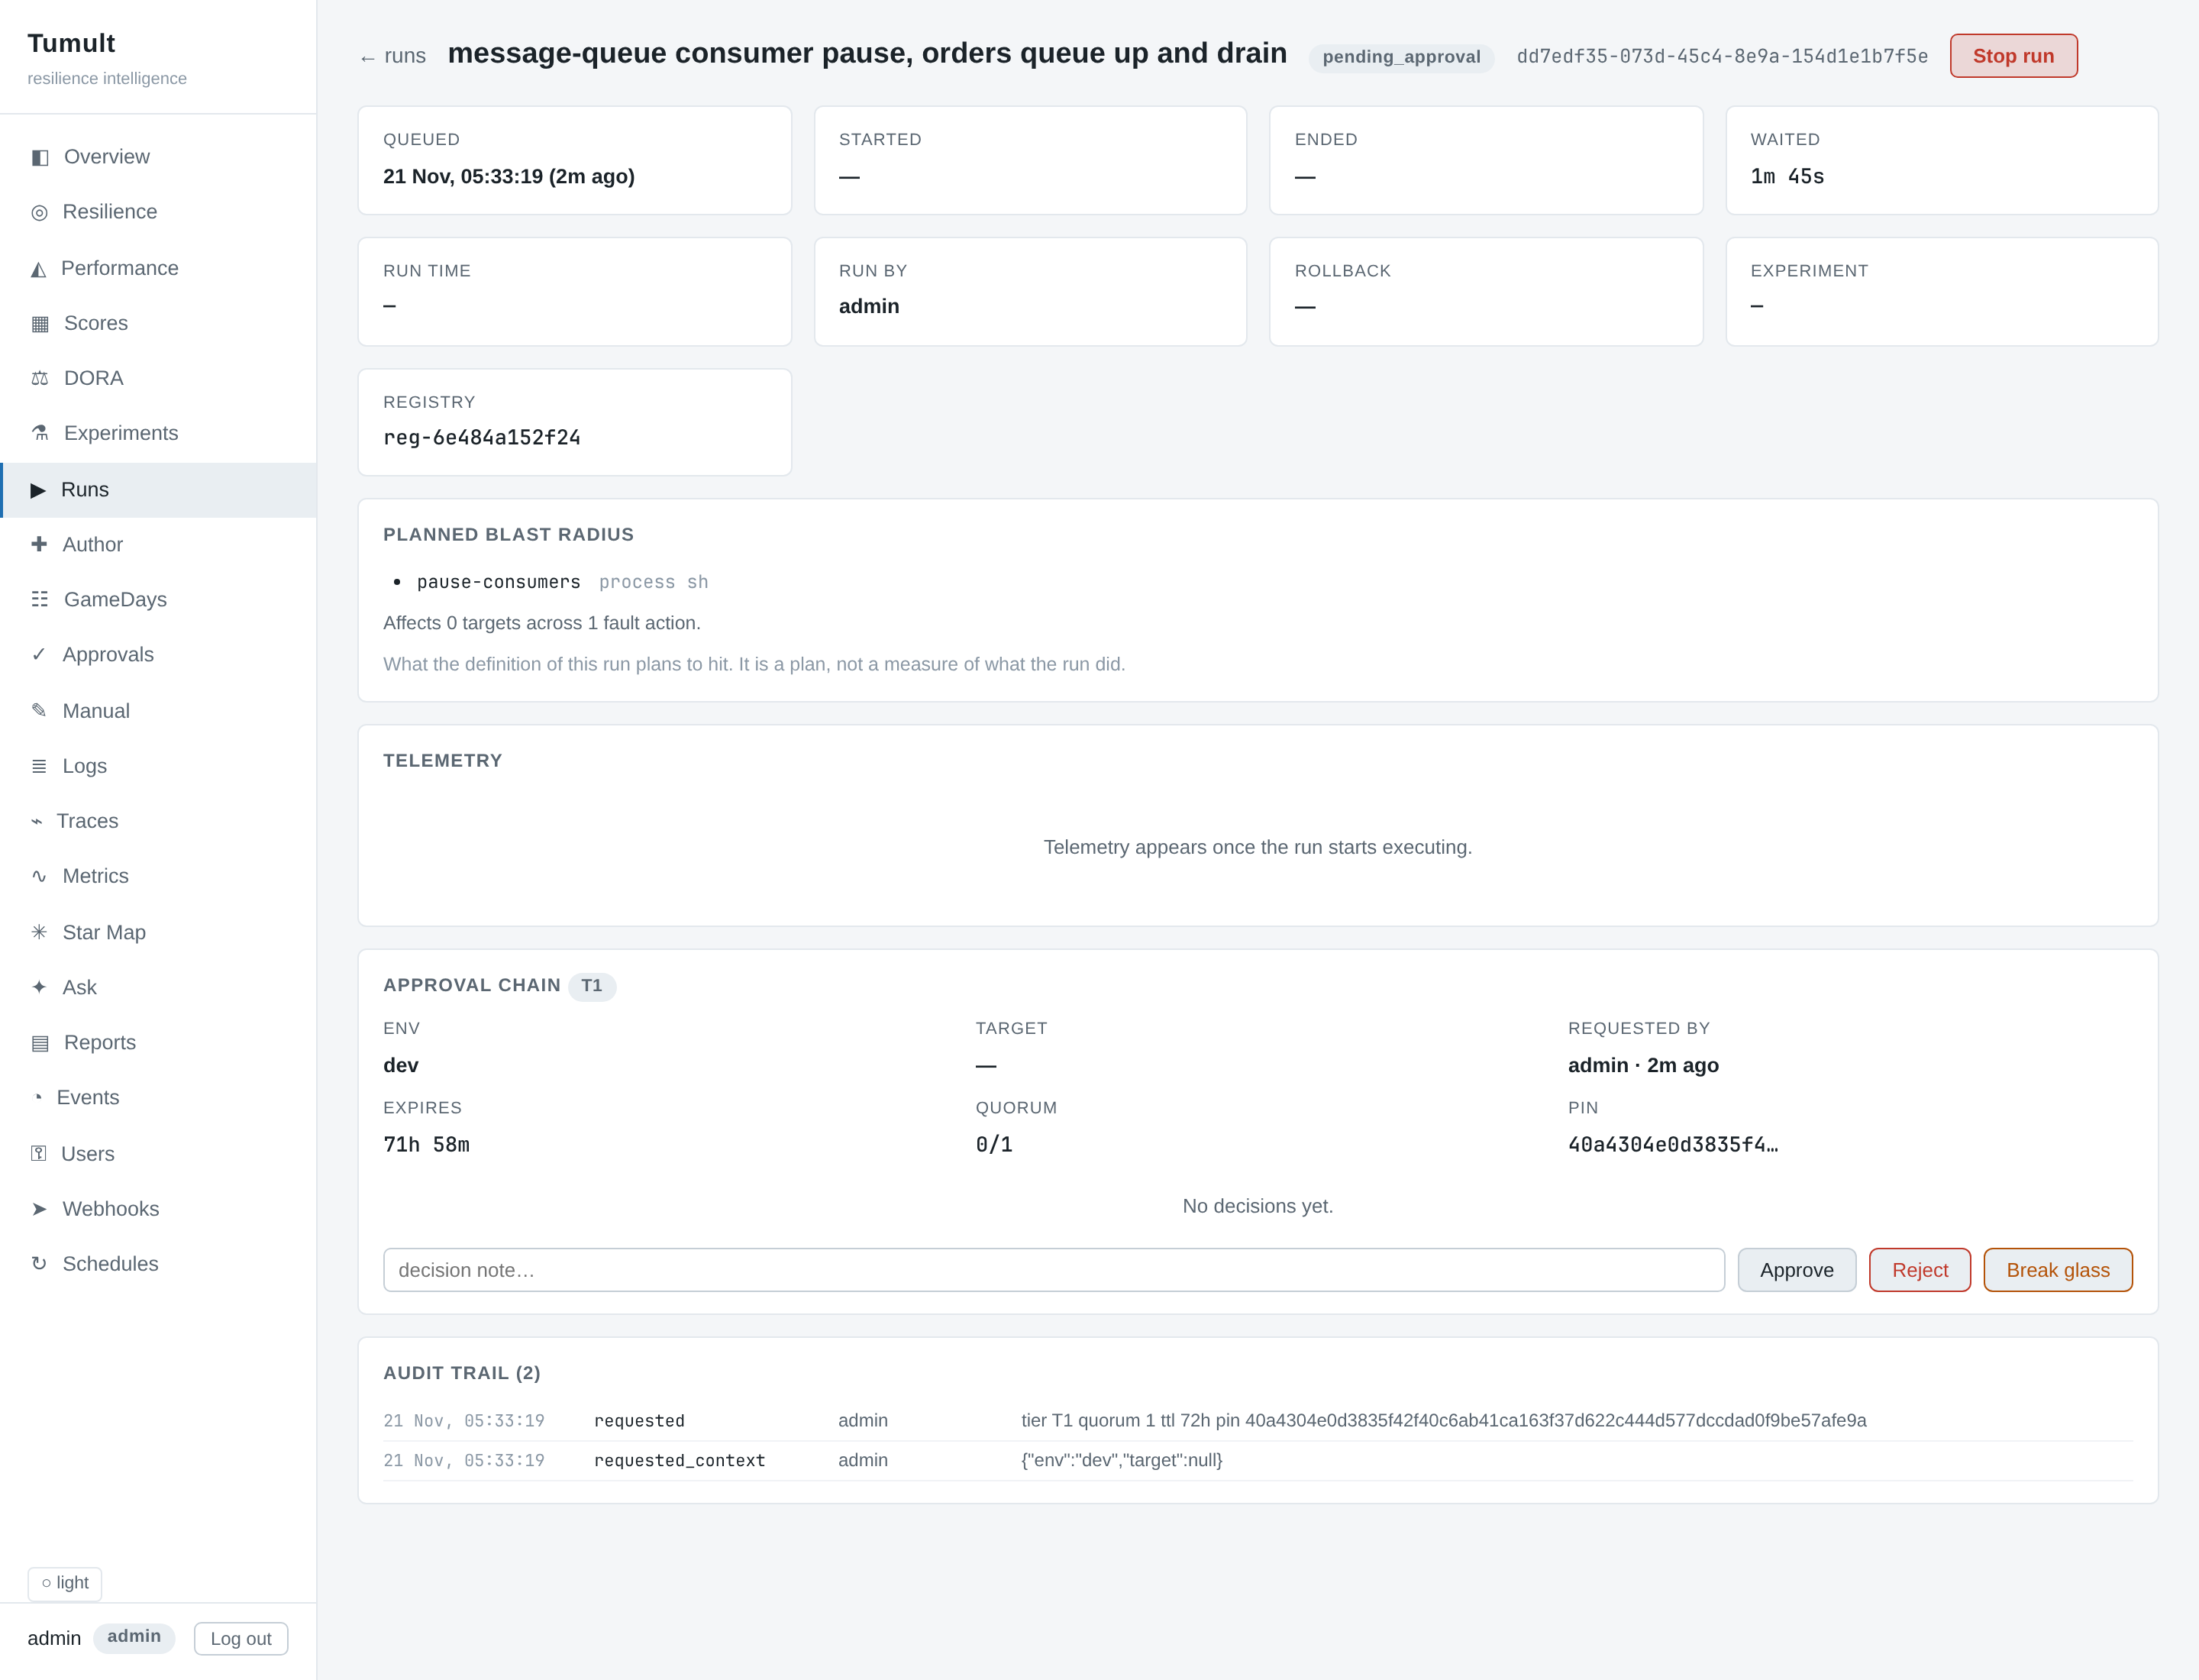 Tumult
resilience intelligence
Overview
Resilience
Performance
Scores
DORA
Experiments
Runs
Author
GameDays
Approvals
Manual
Logs
Traces
Metrics
Star Map
Ask
Reports
Events
Users
Webhooks
Schedules
○ light
admin admin Log out
← runs message-queue consumer pause, orders queue up and drain pending_approval dd7edf35-073d-45c4-8e9a-154d1e1b7f5e Stop run
QUEUED
21 Nov, 05:33:19 (2m ago)
STARTED
—
ENDED
—
WAITED
1m 45s
RUN TIME
—
RUN BY
admin
ROLLBACK
—
EXPERIMENT
—
REGISTRY
reg-6e484a152f24
PLANNED BLAST RADIUS
• pause-consumers process sh
Affects 0 targets across 1 fault action.
What the definition of this run plans to hit. It is a plan, not a measure of what the run did.
TELEMETRY
Telemetry appears once the run starts executing.
APPROVAL CHAIN T1
ENV
dev
TARGET
—
REQUESTED BY
admin · 2m ago
EXPIRES
71h 58m
QUORUM
0/1
PIN
40a4304e0d3835f4…
No decisions yet.
decision note… Approve Reject Break glass
AUDIT TRAIL (2)
21 Nov, 05:33:19 requested admin tier T1 quorum 1 ttl 72h pin 40a4304e0d3835f42f40c6ab41ca163f37d622c444d577dccdad0f9be57afe9a
21 Nov, 05:33:19 requested_context admin {"env":"dev","target":null}